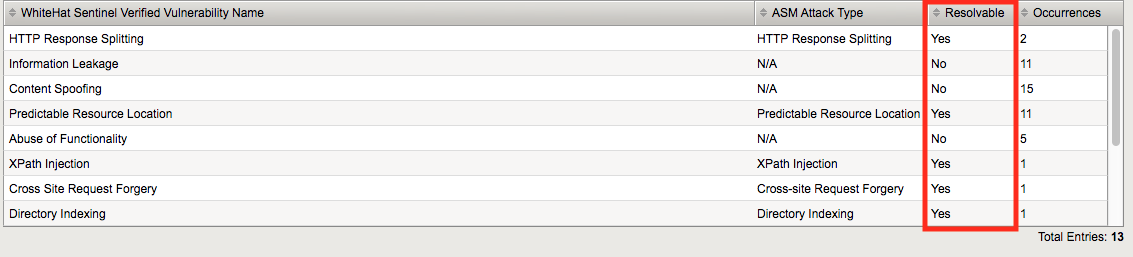 WhiteHat Sentinel Verified Vulnerability Name ASM Attack Type Resolvable Occurrences
HTTP Response Splitting HTTP Response Splitting Yes 2
Information Leakage N/A No 11
Content Spoofing N/A No 15
Predictable Resource Location Predictable Resource Location Yes 11
Abuse of Functionality N/A No 5
XPath Injection XPath Injection Yes 1
Cross Site Request Forgery Cross-site Request Forgery Yes 1
Directory Indexing Directory Indexing Yes 1
Total Entries: 13